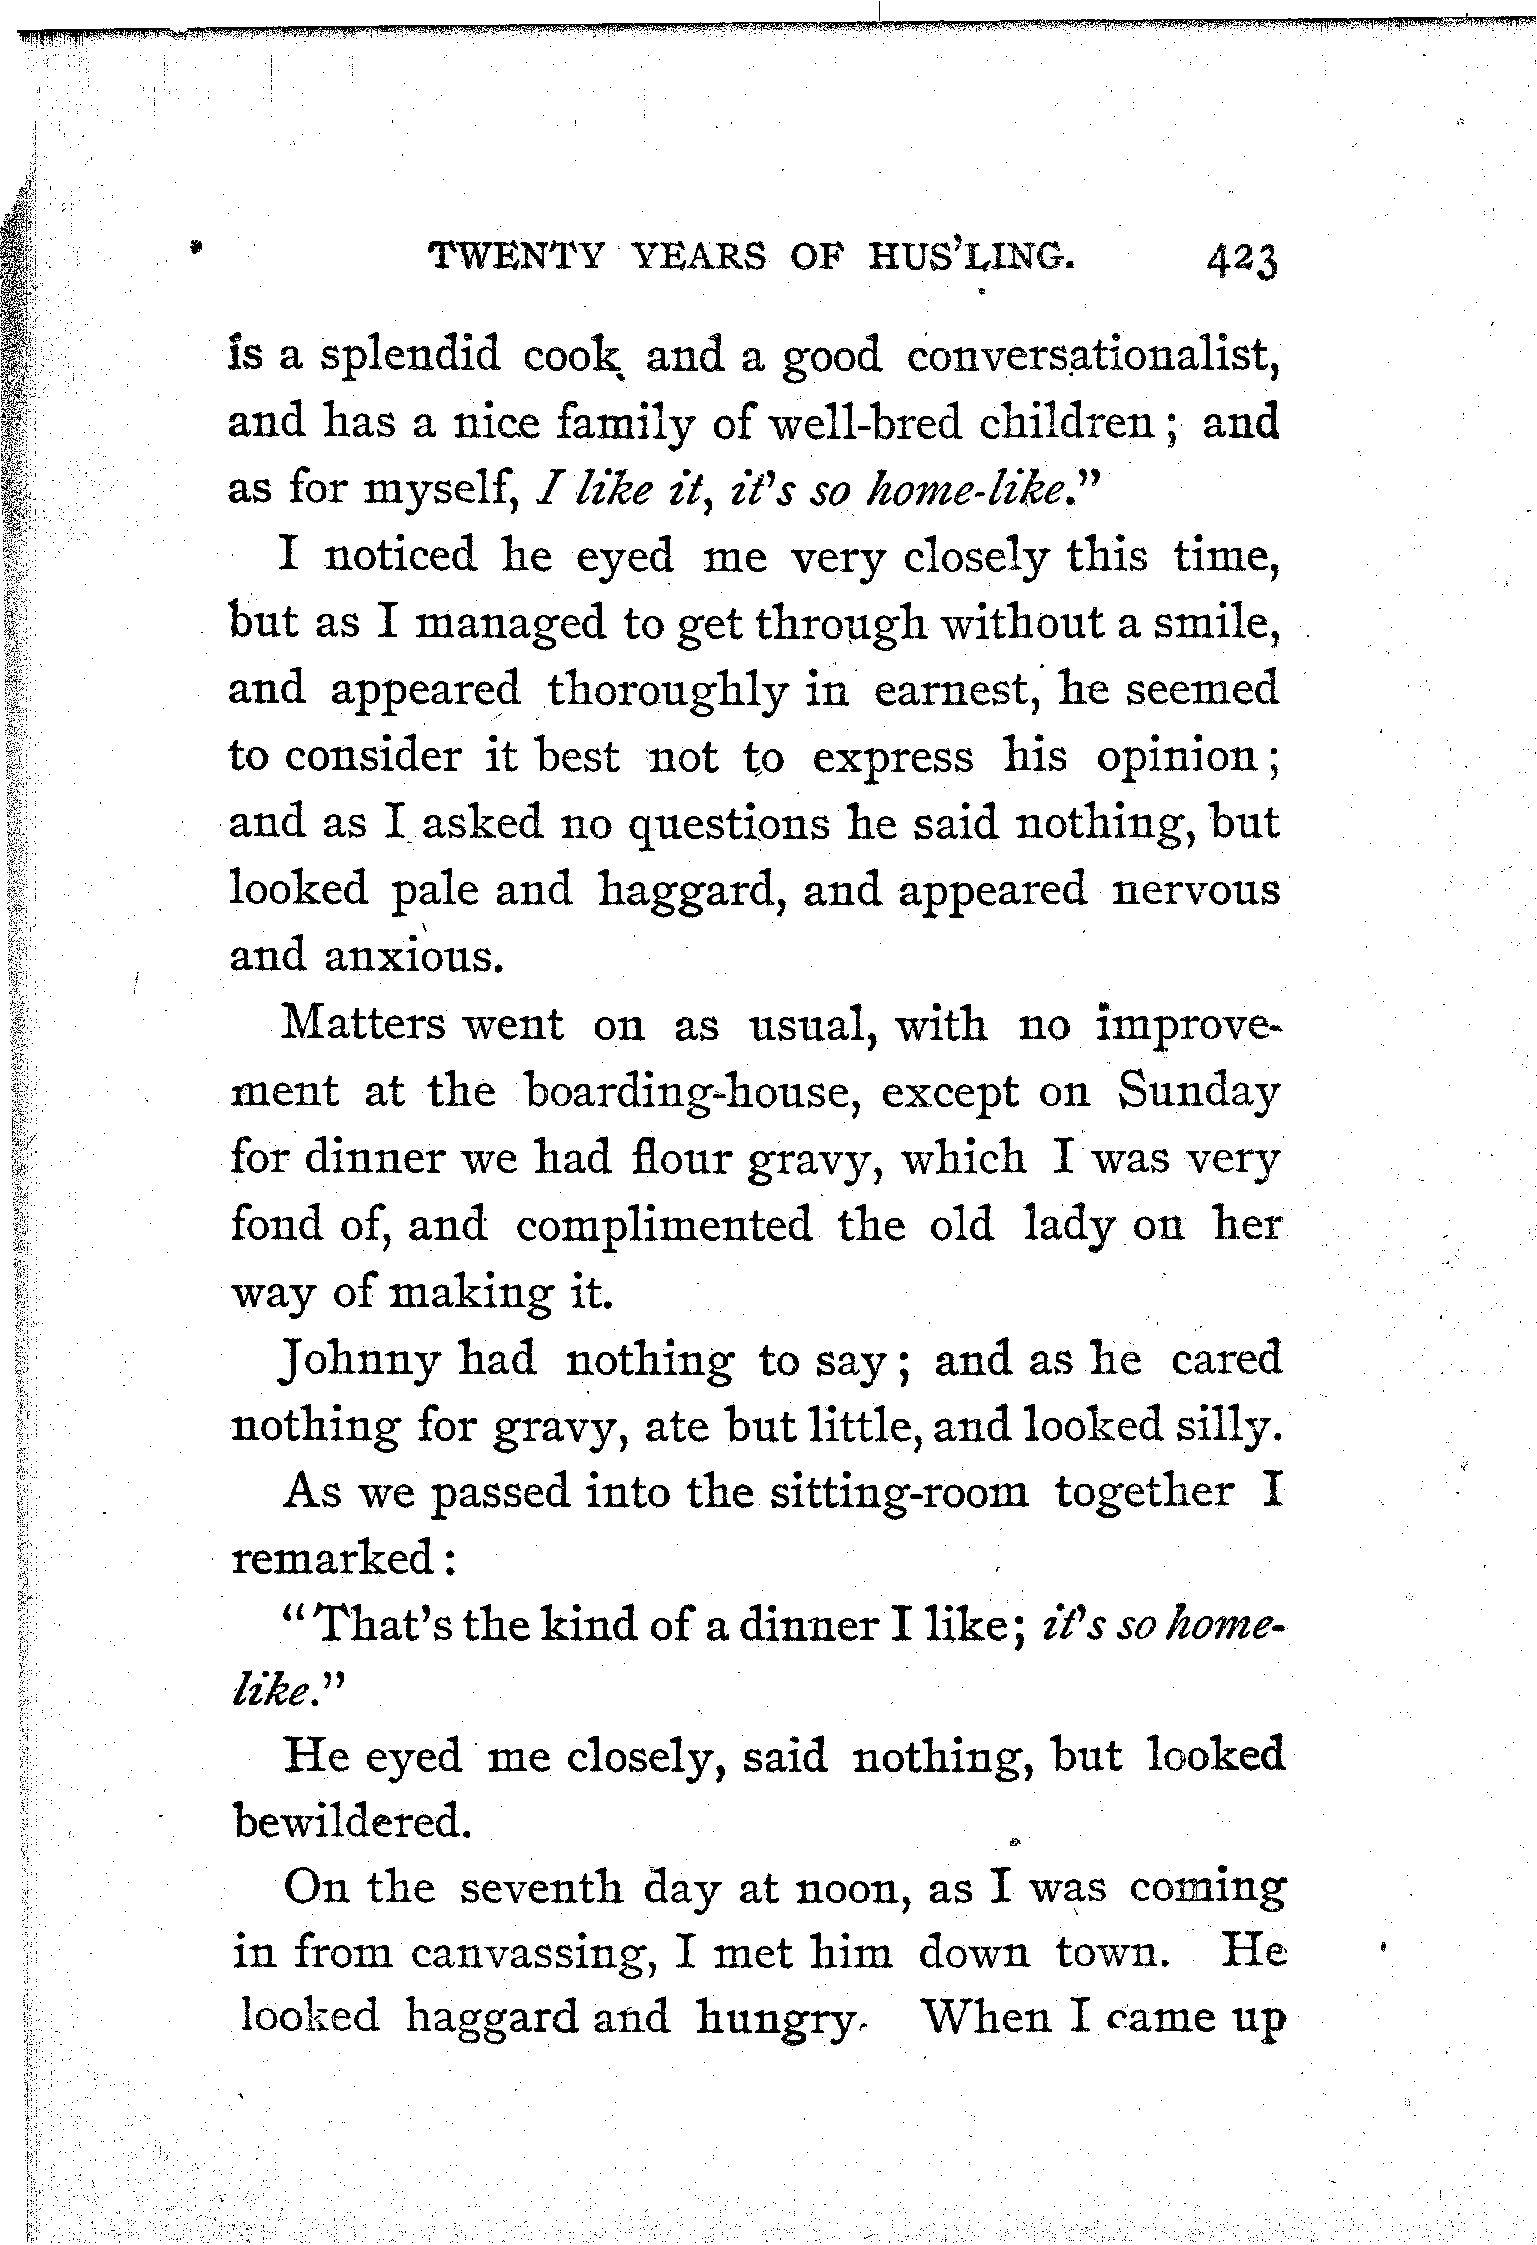 TWENTY YEARS OF HUS'LING. 423
is a splendid cook and a good conversationalist,
and has a nice family of well-bred children; and
as for myself, I like it, it's so home-like."
I noticed he eyed me very closely this time,
but as I managed to get through without a smile,
and appeared thoroughly in earnest, he seemed
to consider it best not to express his opinion;
and as I asked no questions he said nothing, but
looked pale and haggard, and appeared nervous
and anxious.
Matters went on as usual, with no improve-
ment at the boarding-house, except on Sunday
for dinner we had flour gravy, which I was very
fond of, and complimented the old lady on her
way of making it.
Johnny had nothing to say; and as he cared
nothing for gravy, ate but little, and looked silly.
As we passed into the sitting-room together I
remarked:
"That's the kind of a dinner I like; it's so home-
like."
He eyed me closely, said nothing, but looked
bewildered.
On the seventh day at noon, as I was coming
in from canvassing, I met him down town. He
looked haggard and hungry. When I came up